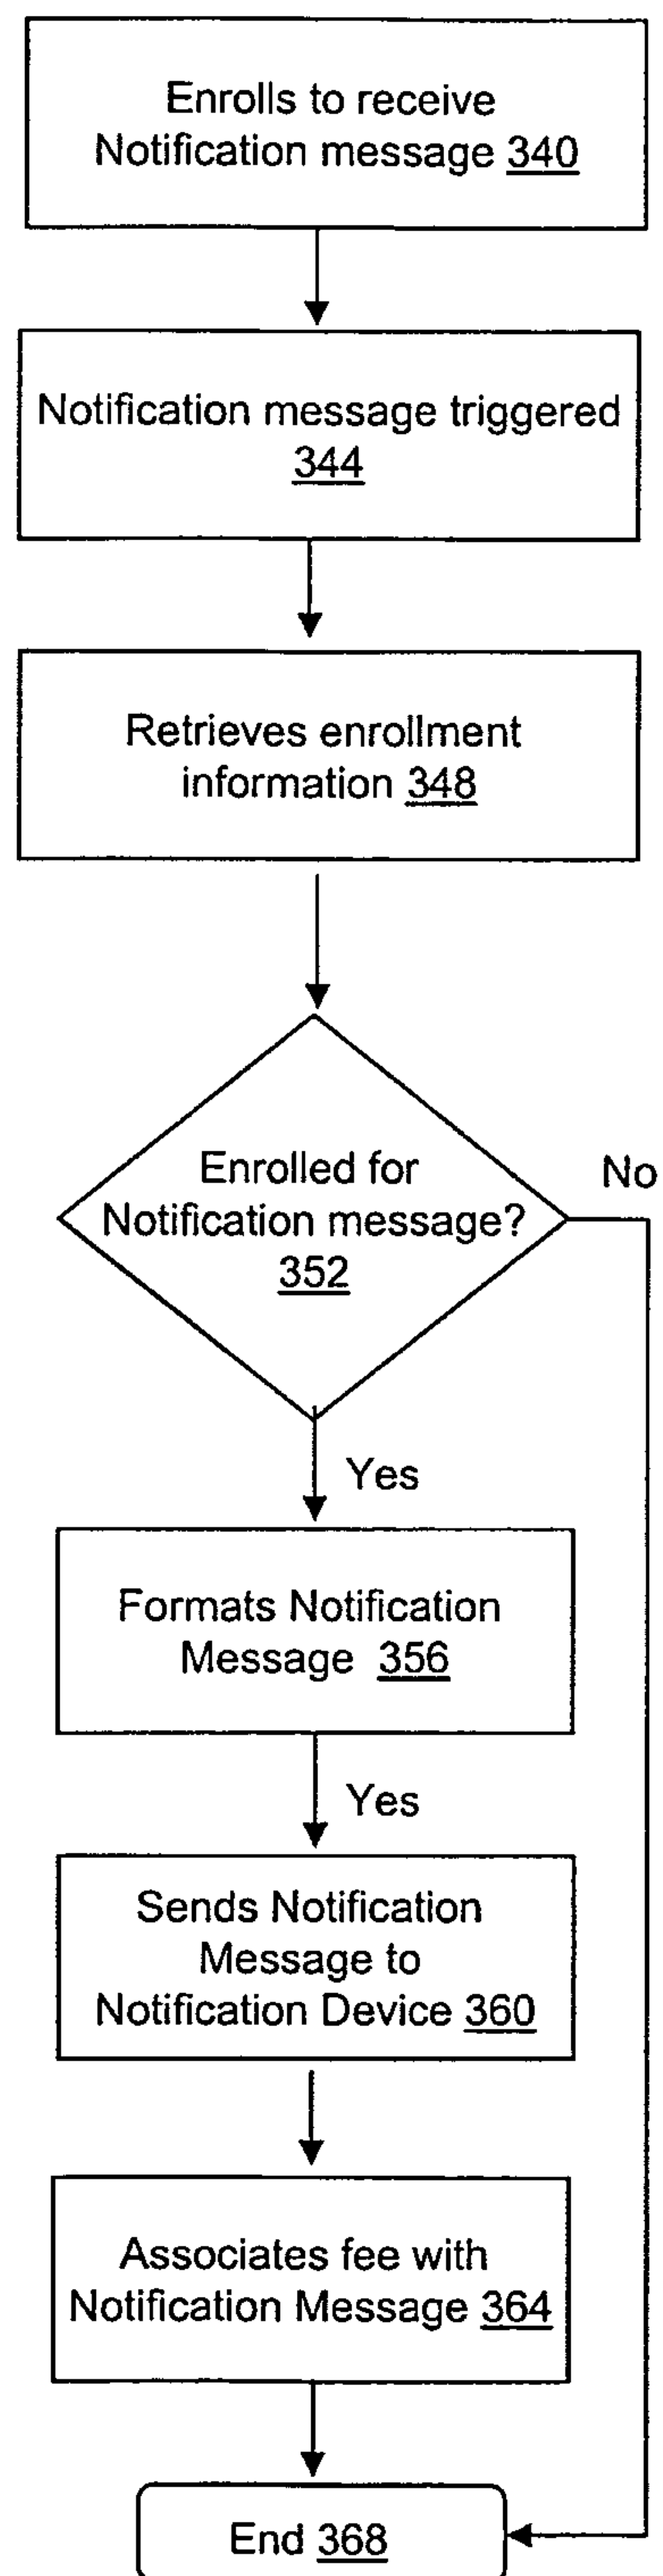 Enrolls to receive
Notification message 340
Notification message triggered
344
Retrieves enrollment
information 348
Enrolled for
Notification message?
352
No
Yes
Formats Notification
Message 356
Yes
Sends Notification
Message to
Notification Device 360
Associates fee with
Notification Message 364
End 368